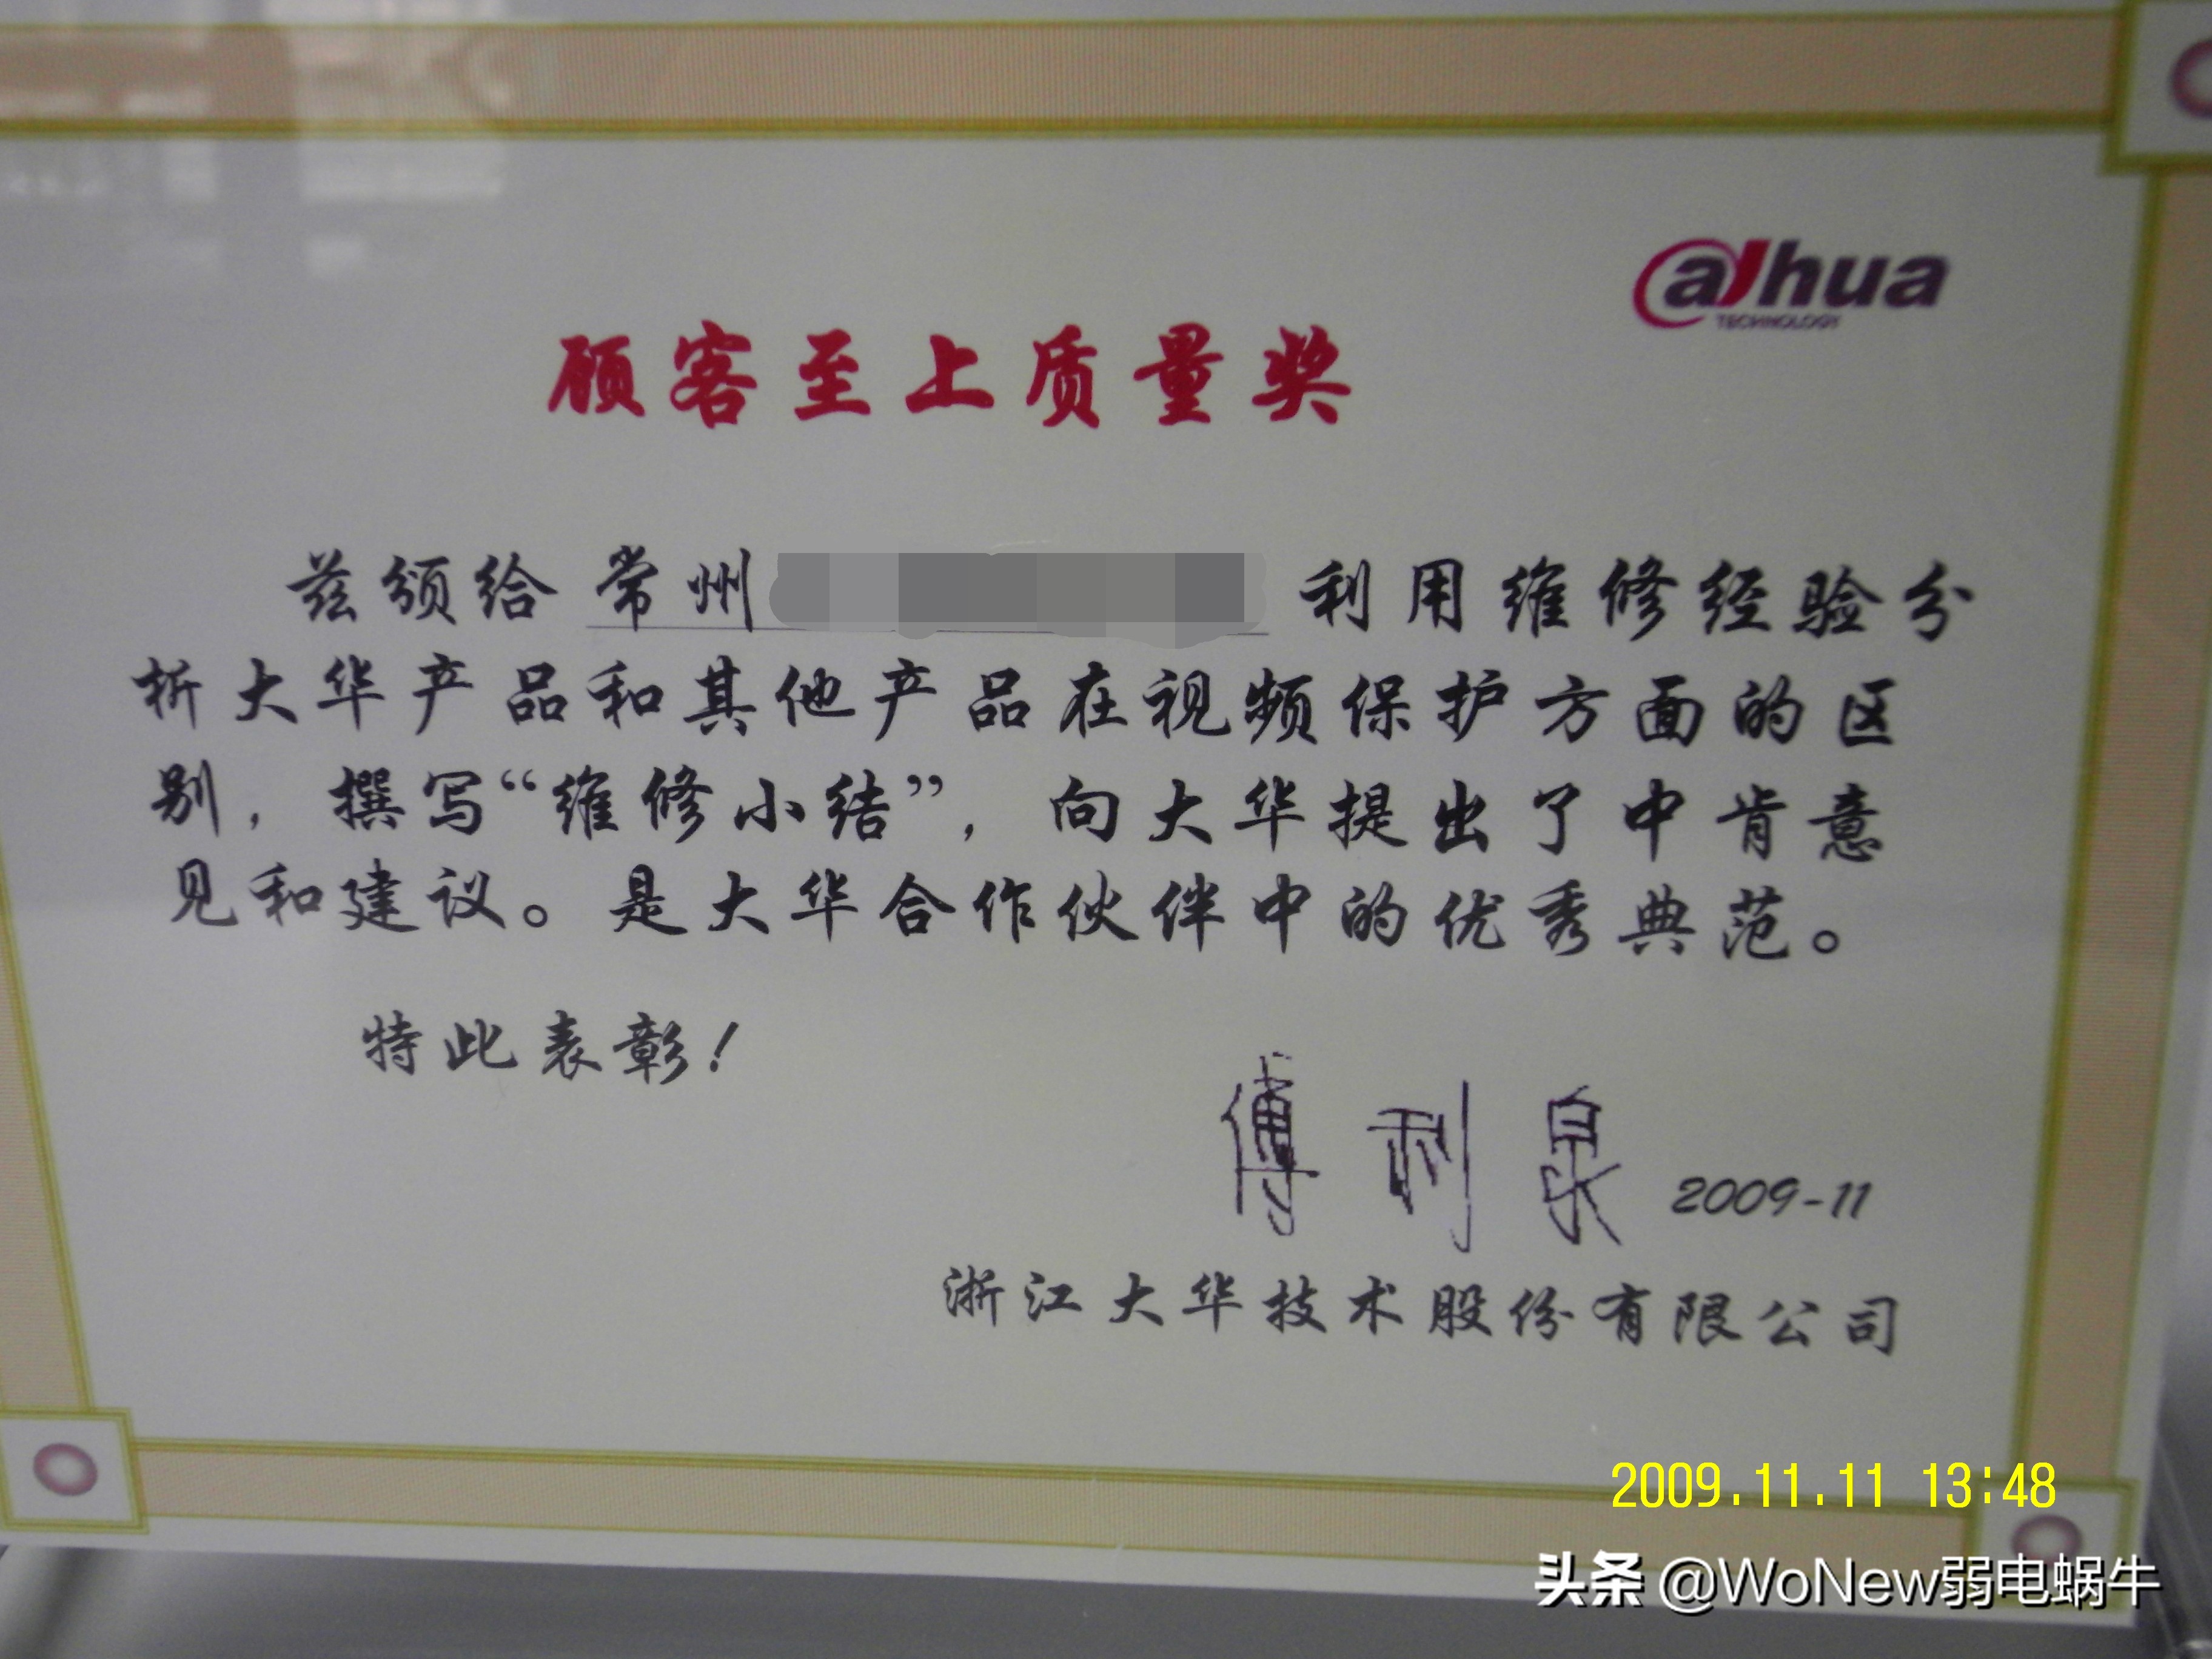 alhua
TECHNOLOGY
顾客至上质量奖
兹颁给 常州 利用维修经验分
析大华产品和其他产品在视频保护方面的区
别，撰写“维修小结”，向大华提出了中肯意
见和建议。是大华合作伙伴中的优秀典范。
特此表彰！
傅利泉 2009-11
浙江大华技术股份有限公司
2009.11.11 13:48
头条 @WoNew弱电蜗牛